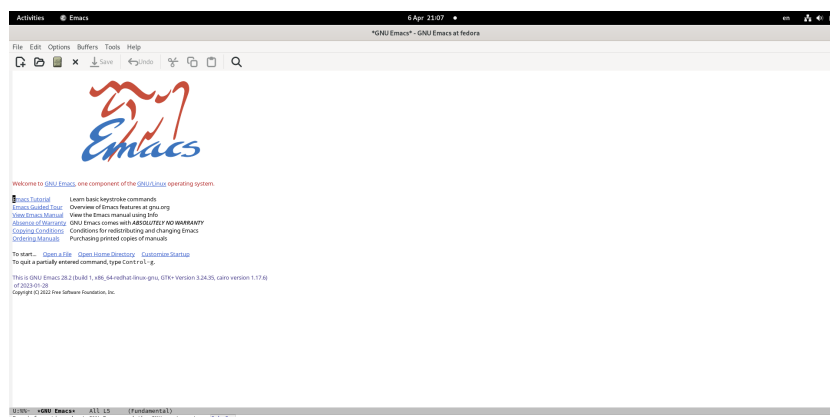 Activities Emacs 6 Apr 21:07 en
*GNU Emacs* - GNU Emacs at fedora
File Edit Options Buffers Tools Help
Save Undo
Emacs
Welcome to GNU Emacs, one component of the GNU/Linux operating system.
Emacs Tutorial Learn basic keystroke commands
Emacs Guided Tour Overview of Emacs features at gnu.org
View Emacs Manual View the Emacs manual using Info
Absence of Warranty GNU Emacs comes with ABSOLUTELY NO WARRANTY
Copying Conditions Conditions for redistributing and changing Emacs
Ordering Manuals Purchasing printed copies of manuals
To start... Open a File Open Home Directory Customize Startup
To quit a partially entered command, type Control-g.
This is GNU Emacs 28.2 (build 1, x86_64-redhat-linux-gnu, GTK+ Version 3.24.35, cairo version 1.17.6)
of 2023-01-28
Copyright (C) 2022 Free Software Foundation, Inc.
U:%%- *GNU Emacs* All L5 (Fundamental)